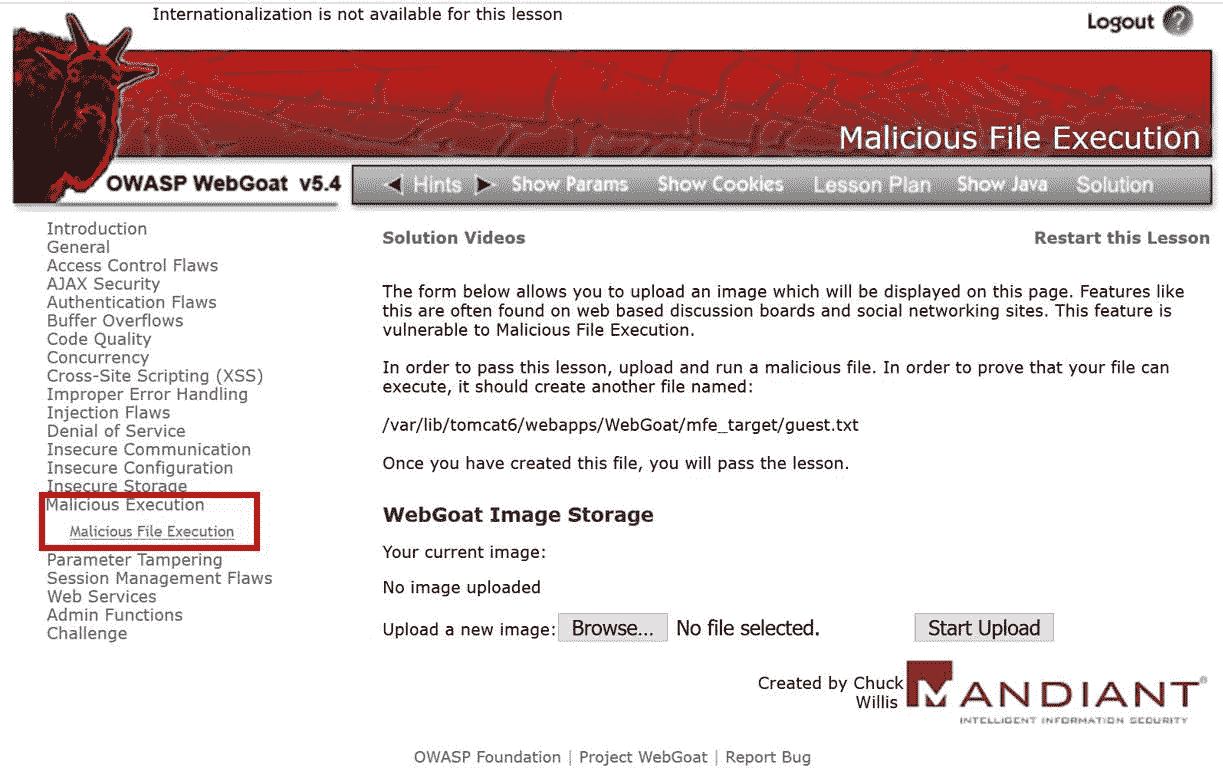 Internationalization is not available for this lesson
Logout ?
Malicious File Execution
OWASP WebGoat v5.4
Hints
Show Params
Show Cookies
Lesson Plan
Show Java
Solution
Introduction
General
Access Control Flaws
AJAX Security
Authentication Flaws
Buffer Overflows
Code Quality
Concurrency
Cross-Site Scripting (XSS)
Improper Error Handling
Injection Flaws
Denial of Service
Insecure Communication
Insecure Configuration
Insecure Storage
Malicious Execution
Malicious File Execution
Parameter Tampering
Session Management Flaws
Web Services
Admin Functions
Challenge
Solution Videos
Restart this Lesson
The form below allows you to upload an image which will be displayed on this page. Features like
this are often found on web based discussion boards and social networking sites. This feature is
vulnerable to Malicious File Execution.
In order to pass this lesson, upload and run a malicious file. In order to prove that your file can
execute, it should create another file named:
/var/lib/tomcat6/webapps/WebGoat/mfe_target/guest.txt
Once you have created this file, you will pass the lesson.
WebGoat Image Storage
Your current image:
No image uploaded
Upload a new image: Browse... No file selected. Start Upload
Created by Chuck
Willis
MANDIANT®
INTELLIGENT INFORMATION SECURITY
OWASP Foundation | Project WebGoat | Report Bug